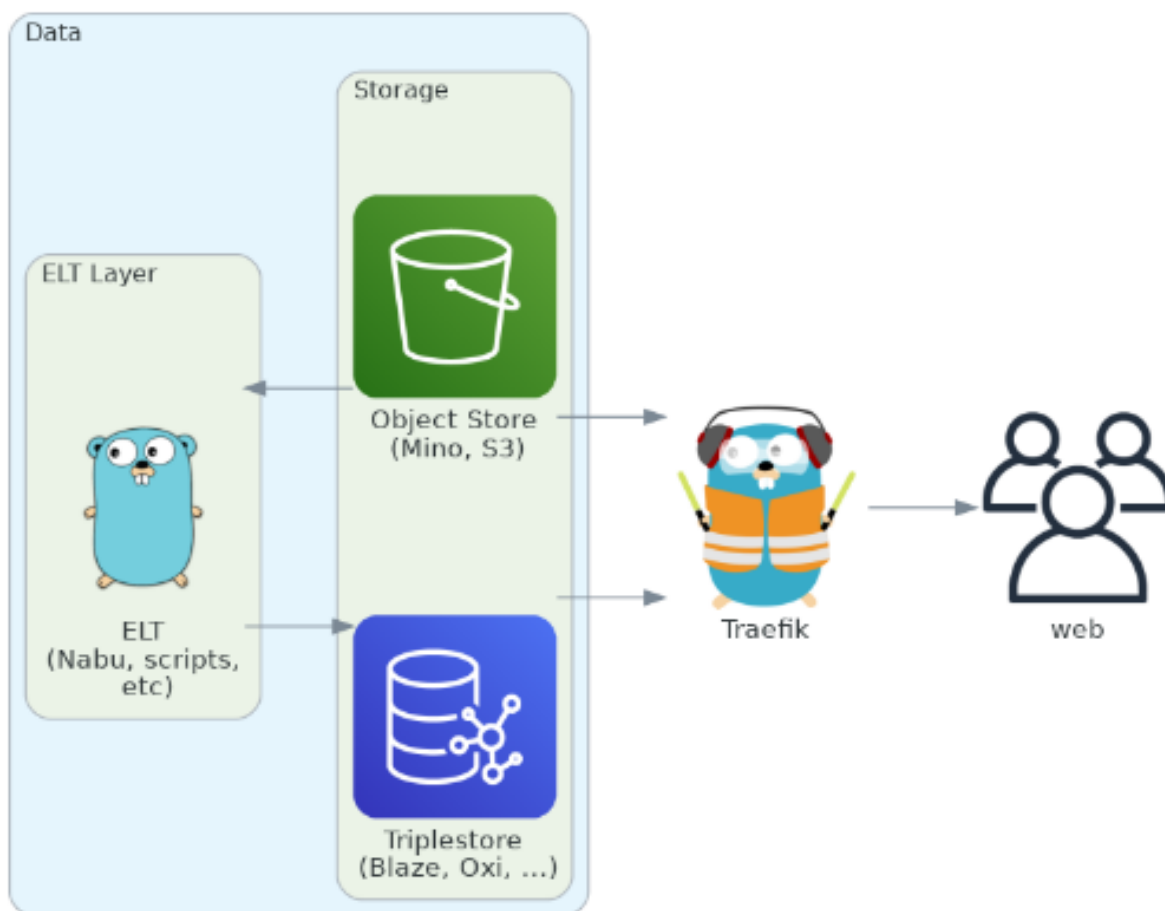 Data
Storage
ELT Layer
Object Store
(Mino, S3)
ELT
(Nabu, scripts,
etc)
Traefik
web
Triplestore
(Blaze, Oxi, ...)